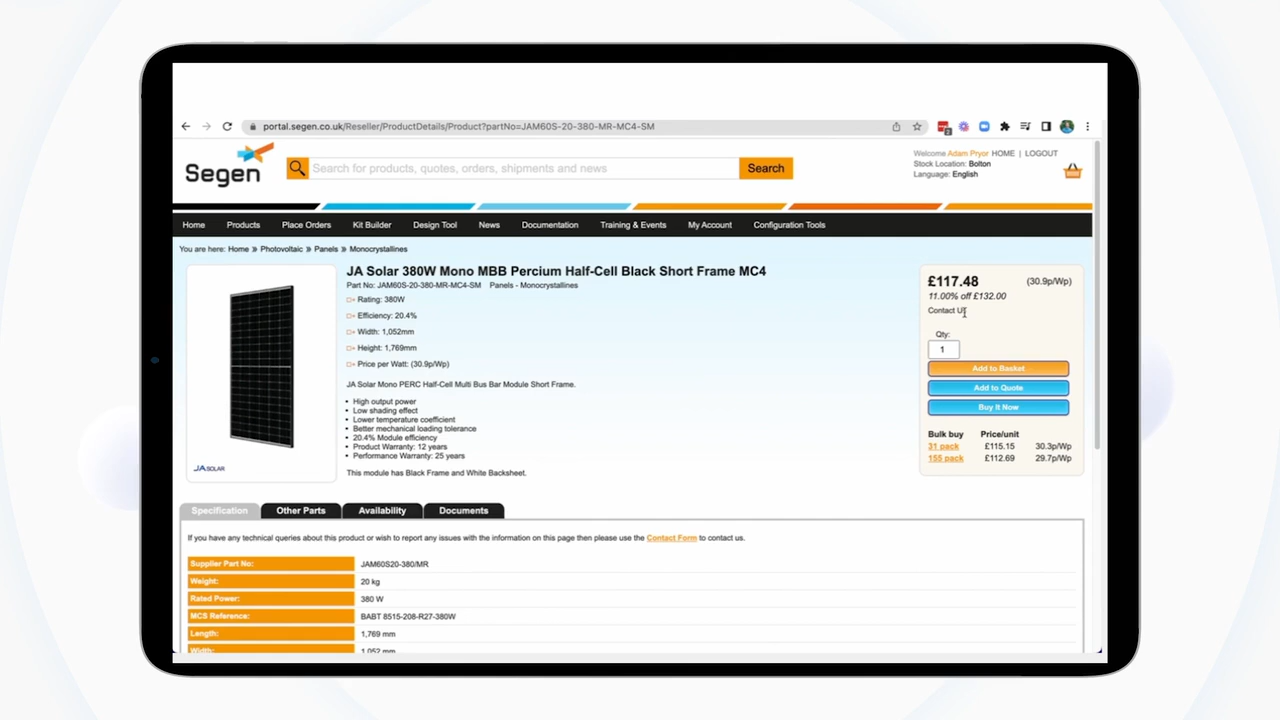 portal.segen.co.uk/Reseller/ProductDetails/Product?partNo=JAM60S-20-380-MR-MC4-SM
Segen
Search for products, quotes, orders, shipments and news
Search
Welcome Adam Pryor HOME | LOGOUT
Stock Location: Bolton
Language: English
Home Products Place Orders Kit Builder Design Tool News Documentation Training & Events My Account Configuration Tools
You are here: Home » Photovoltaic » Panels » Monocrystallines
JA Solar 380W Mono MBB Percium Half-Cell Black Short Frame MC4
Part No: JAM60S-20-380-MR-MC4-SM Panels - Monocrystallines
Rating: 380W
Efficiency: 20.4%
Width: 1,052mm
Height: 1,769mm
Price per Watt: (30.9p/Wp)
JA Solar Mono PERC Half-Cell Multi Bus Bar Module Short Frame.
• High output power
• Low shading effect
• Lower temperature coefficient
• Better mechanical loading tolerance
• 20.4% Module efficiency
• Product Warranty: 12 years
• Performance Warranty: 25 years
This module has Black Frame and White Backsheet.
JA SOLAR
£117.48 (30.9p/Wp)
11.00% off £132.00
Contact Us
Qty:
1
Add to Basket
Add to Quote
Buy It Now
Bulk buy Price/unit
31 pack £115.15 30.3p/Wp
155 pack £112.69 29.7p/Wp
Specification Other Parts Availability Documents
If you have any technical queries about this product or wish to report any issues with the information on this page then please use the Contact Form to contact us.
Supplier Part No: JAM60S20-380/MR
Weight: 20 kg
Rated Power: 380 W
MCS Reference: BABT 8515-208-R27-380W
Length: 1,769 mm
Width: 1,052 mm